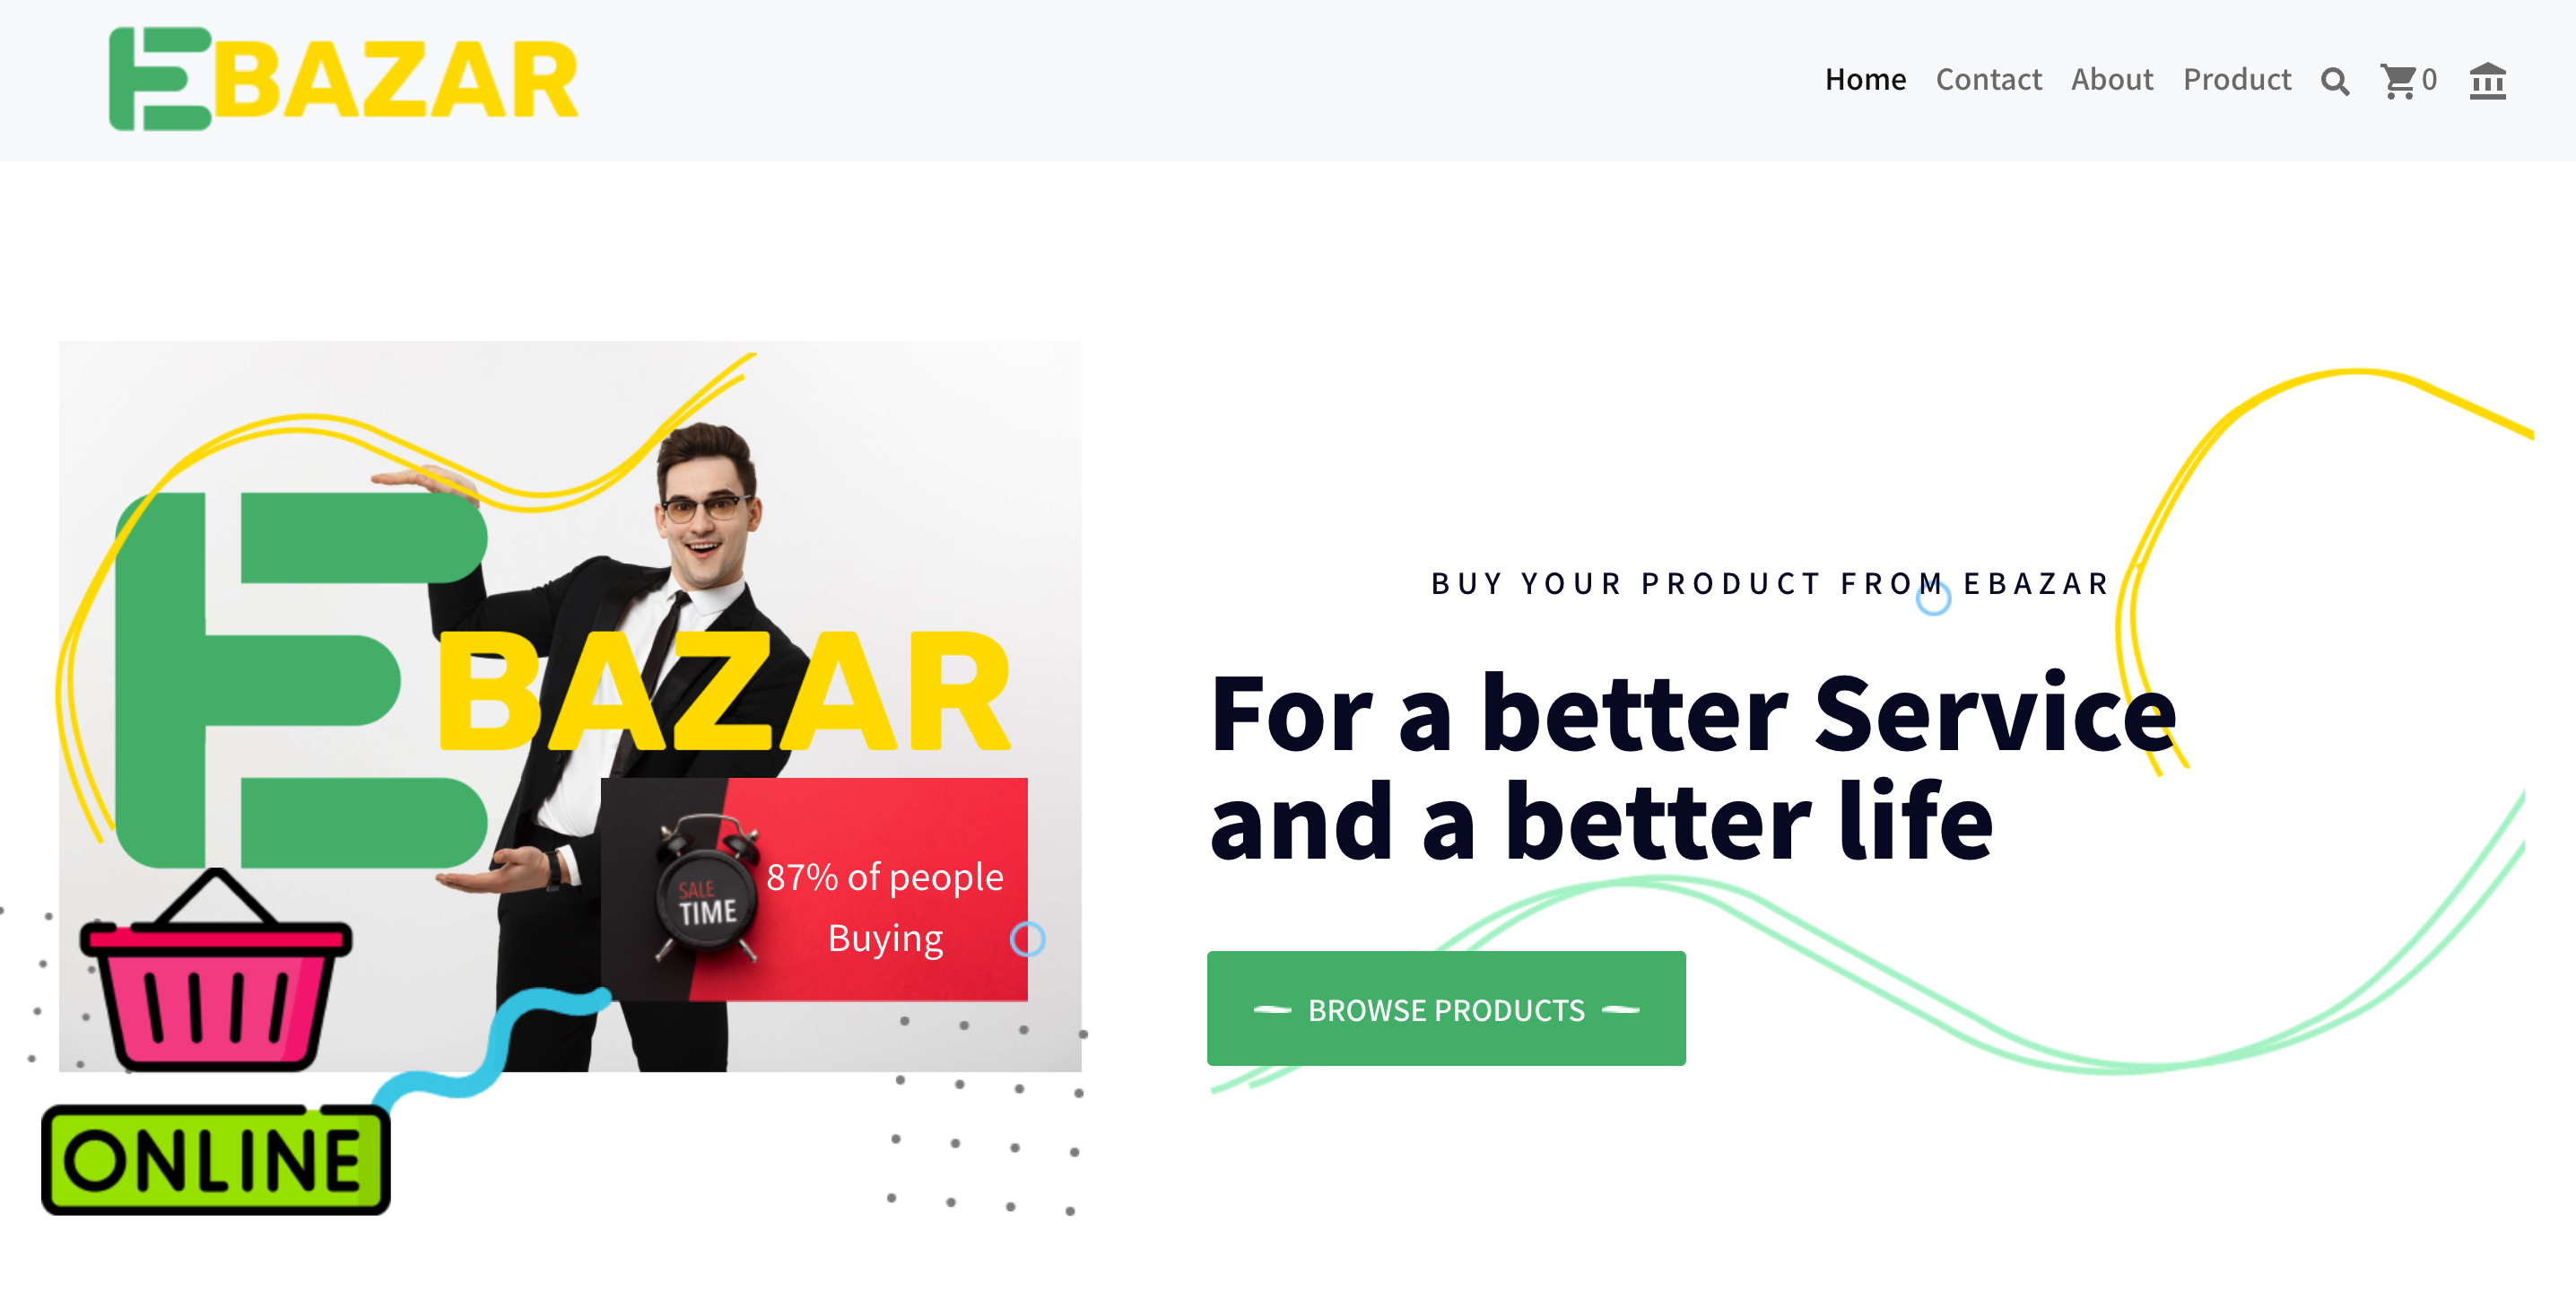 EBAZAR
Home Contact About Product 0
EBAZAR
SALE
TIME
87% of people
Buying
ONLINE
BUY YOUR PRODUCT FROM EBAZAR
For a better Service
and a better life
BROWSE PRODUCTS